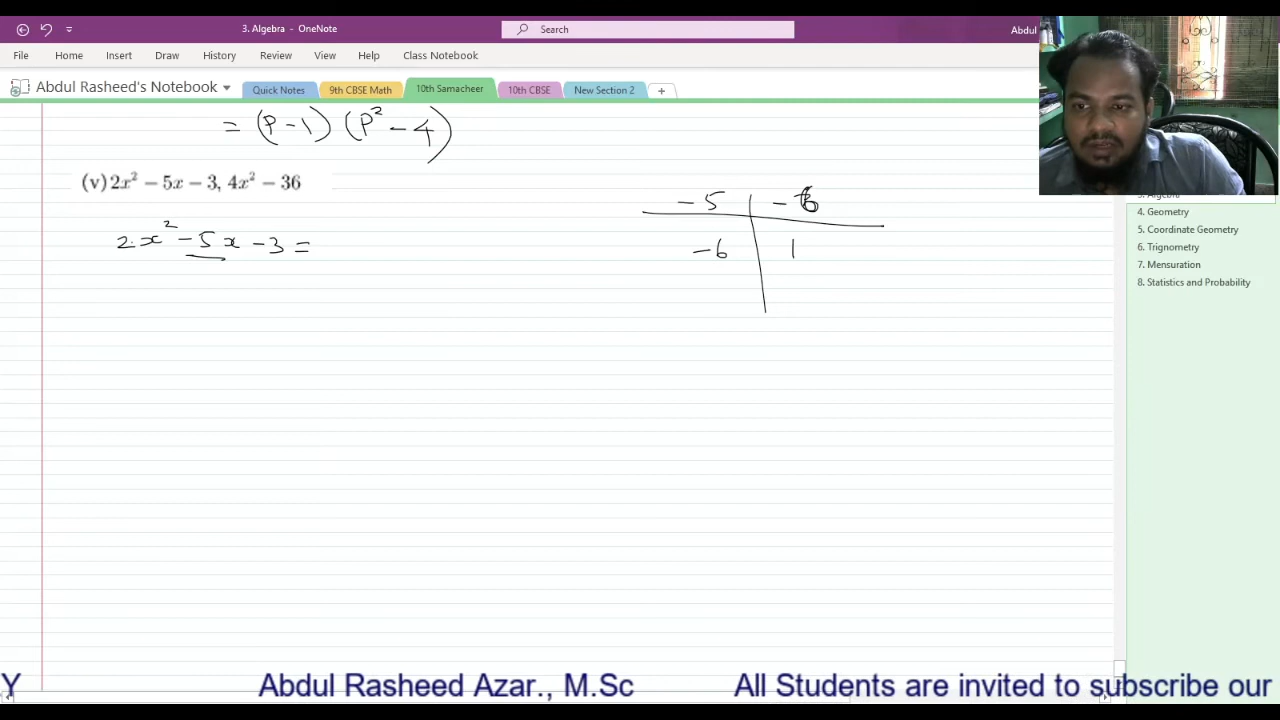 3. Algebra - OneNote
Search
Abdul
File Home Insert Draw History Review View Help Class Notebook
Abdul Rasheed's Notebook
Quick Notes 9th CBSE Math 10th Samacheer 10th CBSE New Section 2 +
= (P - 1) (P² - 4)
(v) 2x² − 5x − 3, 4x² − 36
2x² - 5x - 3 =
-5 | -6
-6 | 1
3. Algebra
4. Geometry
5. Coordinate Geometry
6. Trignometry
7. Mensuration
8. Statistics and Probability
Y Abdul Rasheed Azar., M.Sc All Students are invited to subscribe our